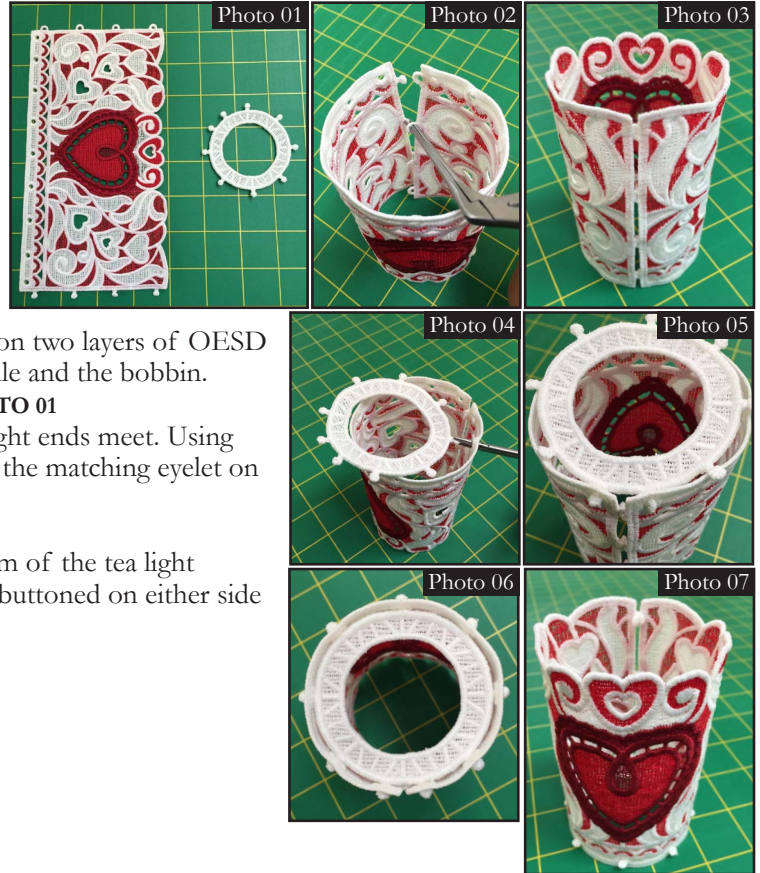 Photo 01
Photo 02
Photo 03
on two layers of OESD
le and the bobbin.
TO 01
ght ends meet. Using
the matching eyelet on
m of the tea light
buttoned on either side
Photo 04
Photo 05
Photo 06
Photo 07